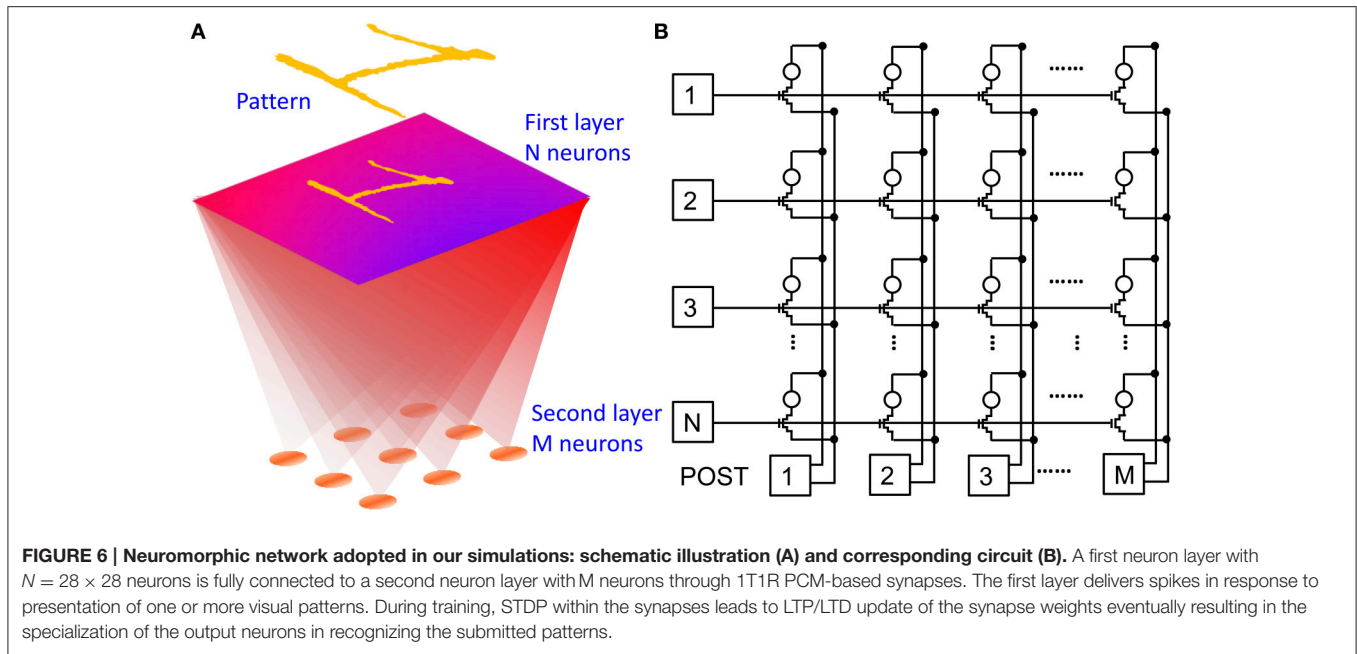 A
Pattern
First layer
N neurons
Second layer
M neurons
B
1
......
2
......
3
......
N
......
POST
1
2
3
......
M
FIGURE 6 | Neuromorphic network adopted in our simulations: schematic illustration (A) and corresponding circuit (B). A first neuron layer with
N = 28 × 28 neurons is fully connected to a second neuron layer with M neurons through 1T1R PCM-based synapses. The first layer delivers spikes in response to
presentation of one or more visual patterns. During training, STDP within the synapses leads to LTP/LTD update of the synapse weights eventually resulting in the
specialization of the output neurons in recognizing the submitted patterns.